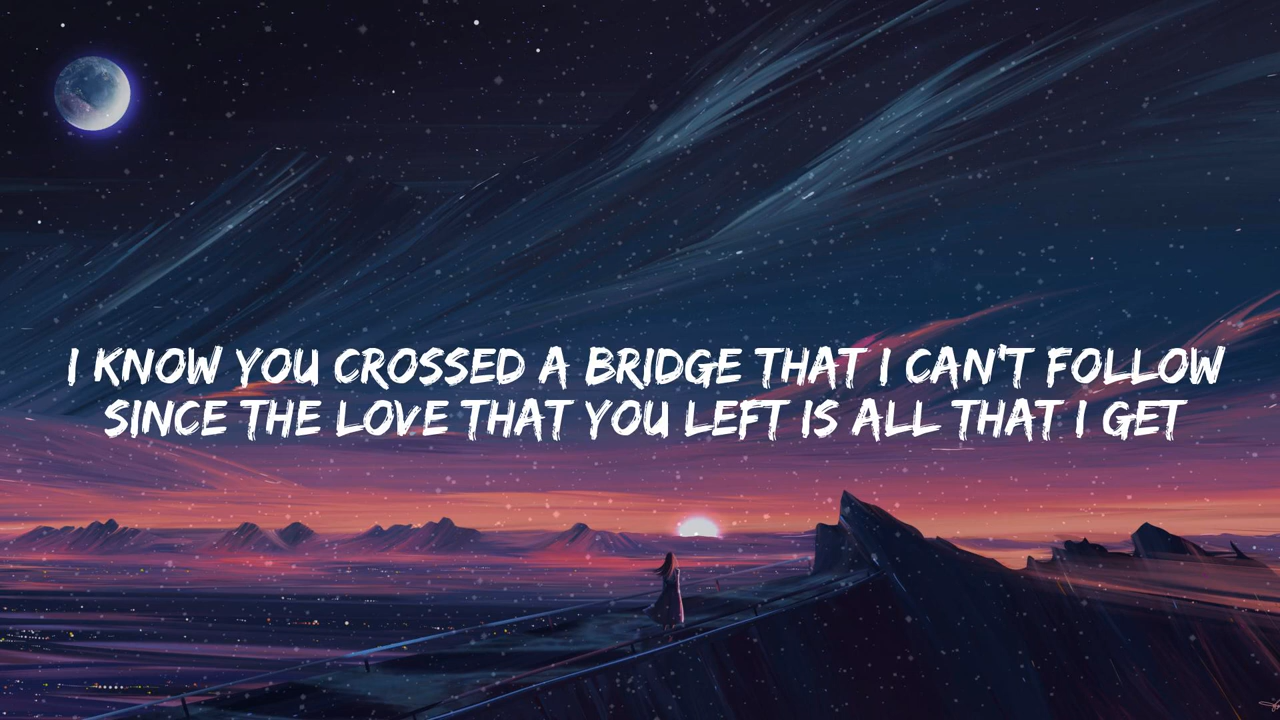 I KNOW YOU CROSSED A BRIDGE THAT I CAN'T FOLLOW
SINCE THE LOVE THAT YOU LEFT IS ALL THAT I GET